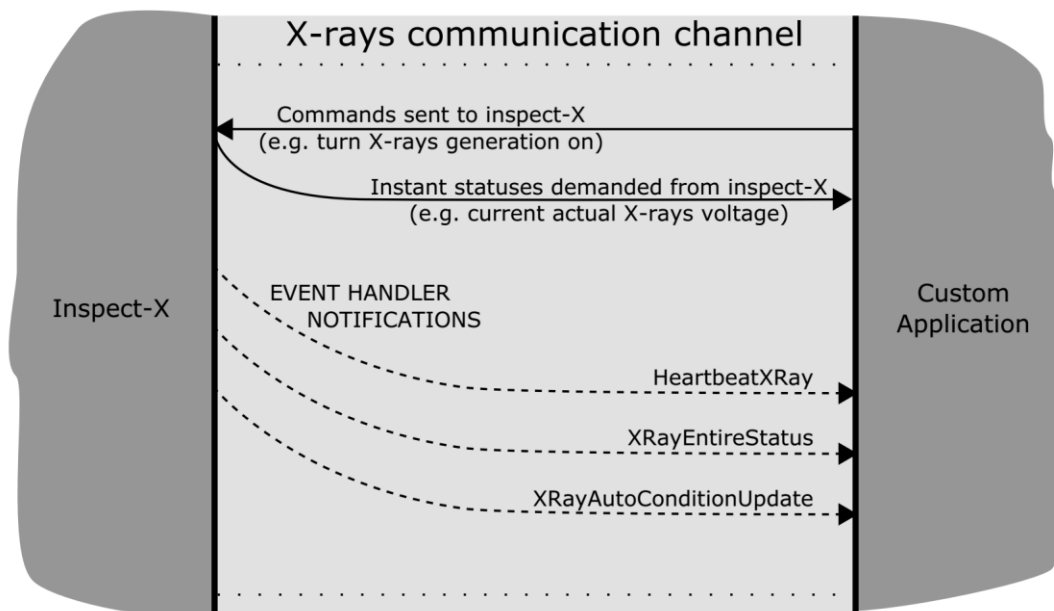 X-rays communication channel
Commands sent to inspect-X
(e.g. turn X-rays generation on)
Instant statuses demanded from inspect-X
(e.g. current actual X-rays voltage)
Inspect-X
EVENT HANDLER
NOTIFICATIONS
Custom
Application
HeartbeatXRay
XRayEntireStatus
XRayAutoConditionUpdate